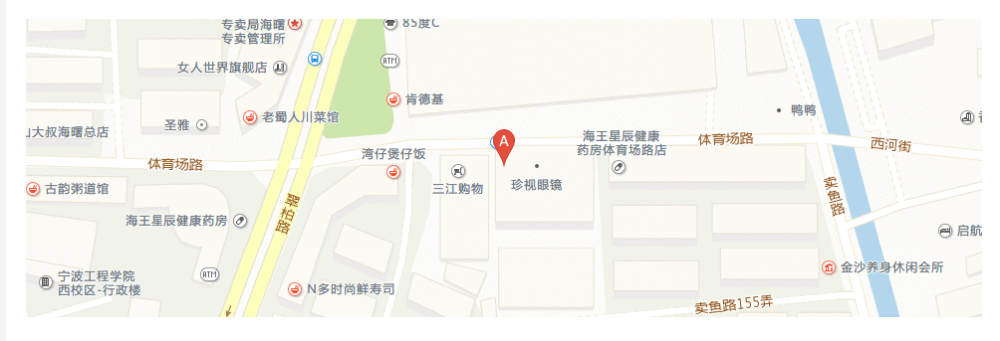 专卖局海曙
专卖管理所
85度C
女人世界旗舰店
ATM
肯德基
鸭鸭
老蜀人川菜馆
圣雅
大叔海曙总店
A
海王星辰健康
药房体育场路店
体育场路
西河街
湾仔煲仔饭
体育场路
三江购物
珍视眼镜
古韵粥道馆
卖鱼路
海王星辰健康药房
翠柏路
启航
金沙养身休闲会所
宁波工程学院
西校区-行政楼
ATM
N多时尚鲜寿司
卖鱼路155弄